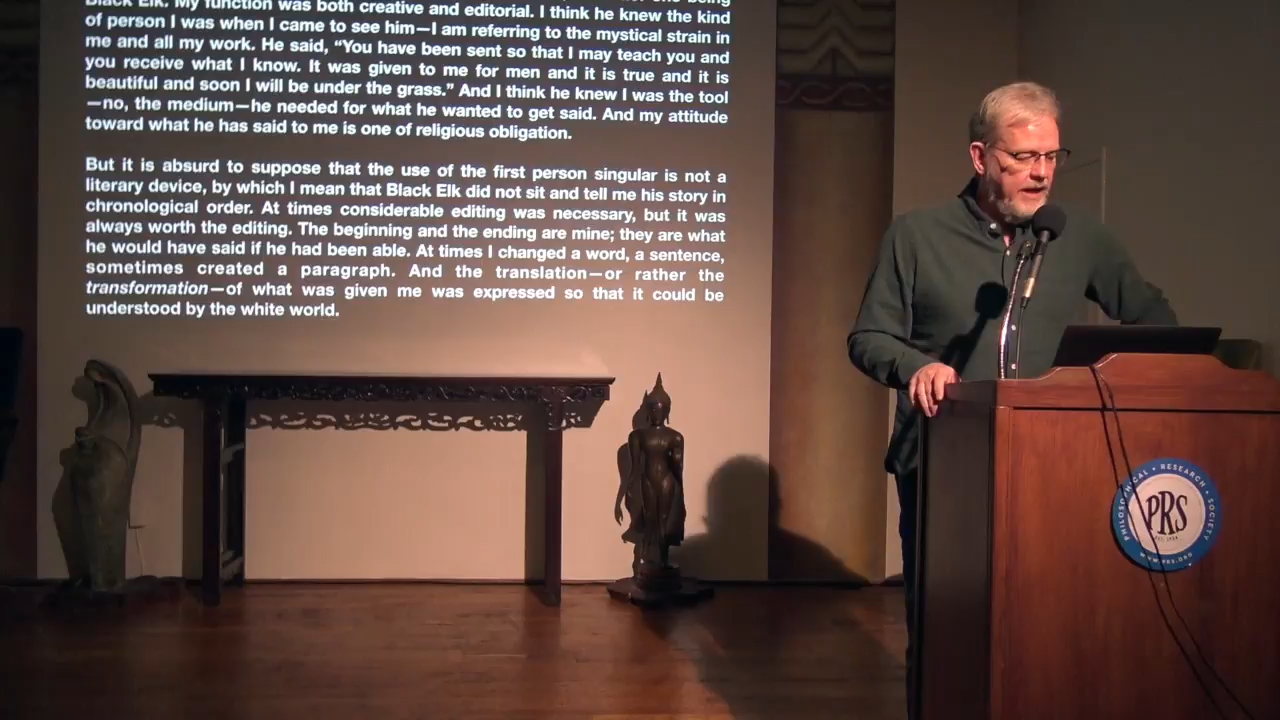 Black Elk. My function was both creative and editorial. I think he knew the kind
of person I was when I came to see him—I am referring to the mystical strain in
me and all my work. He said, “You have been sent so that I may teach you and
you receive what I know. It was given to me for men and it is true and it is
beautiful and soon I will be under the grass.” And I think he knew I was the tool
—no, the medium—he needed for what he wanted to get said. And my attitude
toward what he has said to me is one of religious obligation.
But it is absurd to suppose that the use of the first person singular is not a
literary device, by which I mean that Black Elk did not sit and tell me his story in
chronological order. At times considerable editing was necessary, but it was
always worth the editing. The beginning and the ending are mine; they are what
he would have said if he had been able. At times I changed a word, a sentence,
sometimes created a paragraph. And the translation—or rather the
transformation—of what was given me was expressed so that it could be
understood by the white world.
PHILOSOPHICAL • RESEARCH • SOCIETY
PRS
EST. 1934
WWW.PRS.ORG